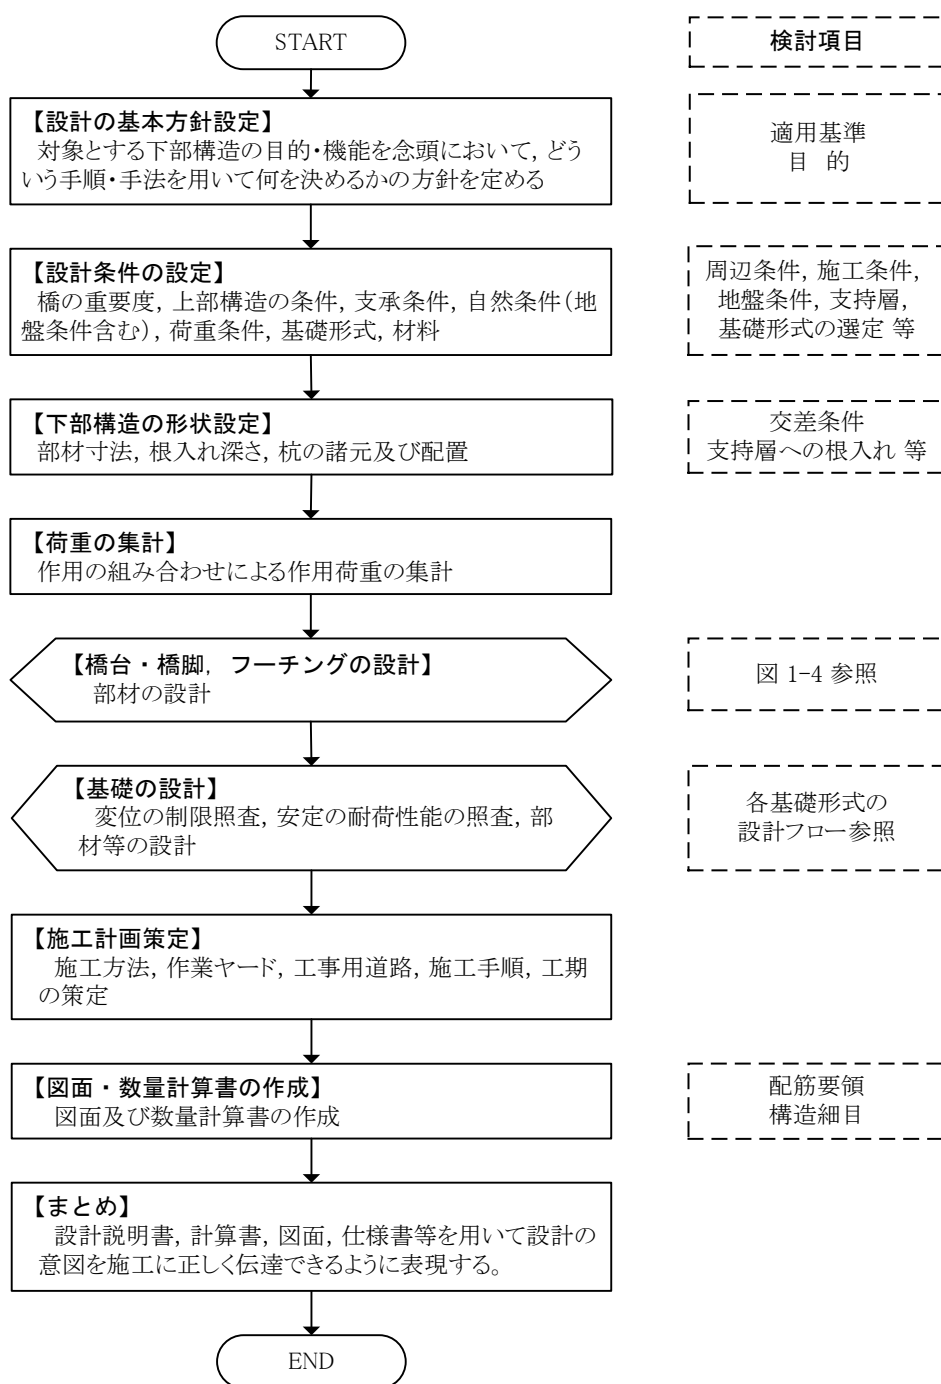 START
検討項目
【設計の基本方針設定】
対象とする下部構造の目的・機能を念頭において, どう
いう手順・手法を用いて何を決めるかの方針を定める
適用基準
目 的
【設計条件の設定】
橋の重要度, 上部構造の条件, 支承条件, 自然条件(地
盤条件含む), 荷重条件, 基礎形式, 材料
周辺条件, 施工条件,
地盤条件, 支持層,
基礎形式の選定 等
【下部構造の形状設定】
部材寸法, 根入れ深さ, 杭の諸元及び配置
交差条件
支持層への根入れ 等
【荷重の集計】
作用の組み合わせによる作用荷重の集計
【橋台・橋脚, フーチングの設計】
部材の設計
図 1-4 参照
【基礎の設計】
変位の制限照査, 安定の耐荷性能の照査, 部
材等の設計
各基礎形式の
設計フロー参照
【施工計画策定】
施工方法, 作業ヤード, 工事用道路, 施工手順, 工期
の策定
【図面・数量計算書の作成】
図面及び数量計算書の作成
配筋要領
構造細目
【まとめ】
設計説明書, 計算書, 図面, 仕様書等を用いて設計の
意図を施工に正しく伝達できるように表現する。
END